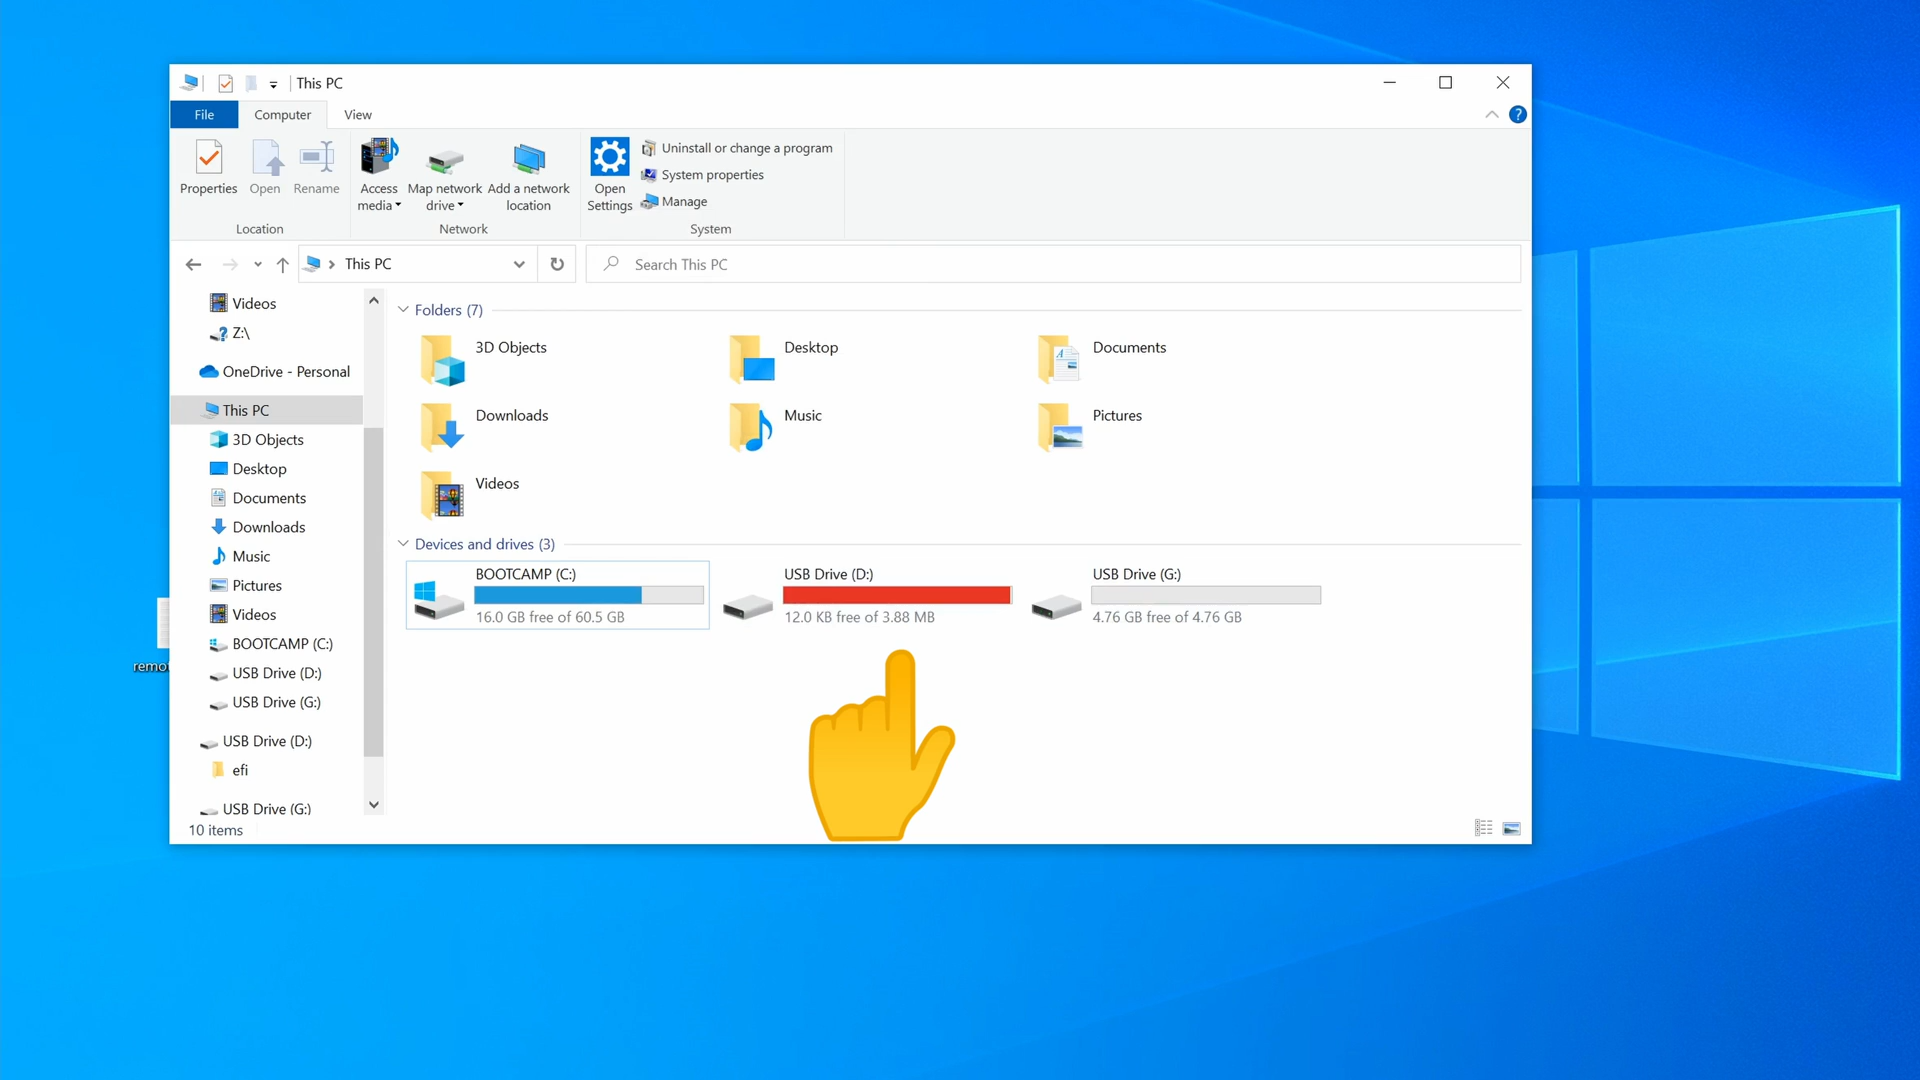 This PC
File
Computer
View
Properties
Open
Rename
Access media
Map network drive
Add a network location
Open Settings
Uninstall or change a program
System properties
Manage
Location
Network
System
This PC
Search This PC
Videos
Z:\
OneDrive - Personal
This PC
3D Objects
Desktop
Documents
Downloads
Music
Pictures
Videos
BOOTCAMP (C:)
USB Drive (D:)
USB Drive (G:)
USB Drive (D:)
efi
USB Drive (G:)
Folders (7)
3D Objects
Desktop
Documents
Downloads
Music
Pictures
Videos
Devices and drives (3)
BOOTCAMP (C:)
16.0 GB free of 60.5 GB
USB Drive (D:)
12.0 KB free of 3.88 MB
USB Drive (G:)
4.76 GB free of 4.76 GB
10 items
remot